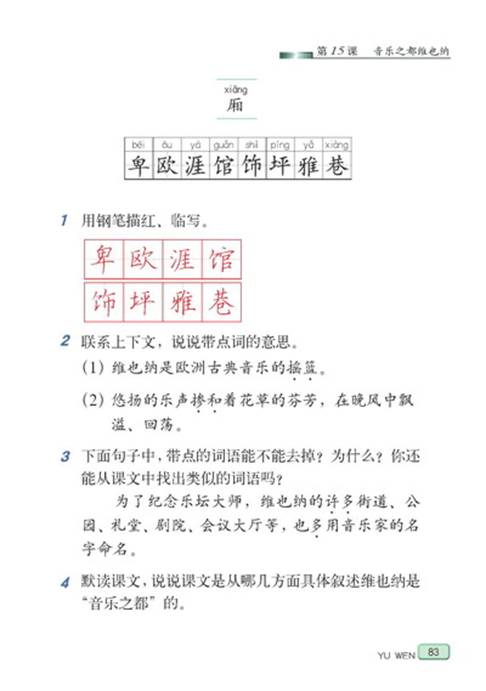 第15课 音乐之都维也纳
xiāng
厢
bēi ōu yá guǎn shì píng yǎ xiàng
卑 欧 涯 馆 饰 坪 雅 巷
1 用钢笔描红、临写。
卑 欧 涯 馆
饰 坪 雅 巷
2 联系上下文,说说带点词的意思。
(1) 维也纳是欧洲古典音乐的摇篮。
(2) 悠扬的乐声掺和着花草的芬芳,在晚风中飘
溢、回荡。
3 下面句子中,带点的词语能不能去掉?为什么?你还
能从课文中找出类似的词语吗?
为了纪念乐坛大师,维也纳的许多街道、公
园、礼堂、剧院、会议大厅等,也多用音乐家的名
字命名。
4 默读课文,说说课文是从哪几方面具体叙述维也纳是
“音乐之都”的。
YU WEN 83